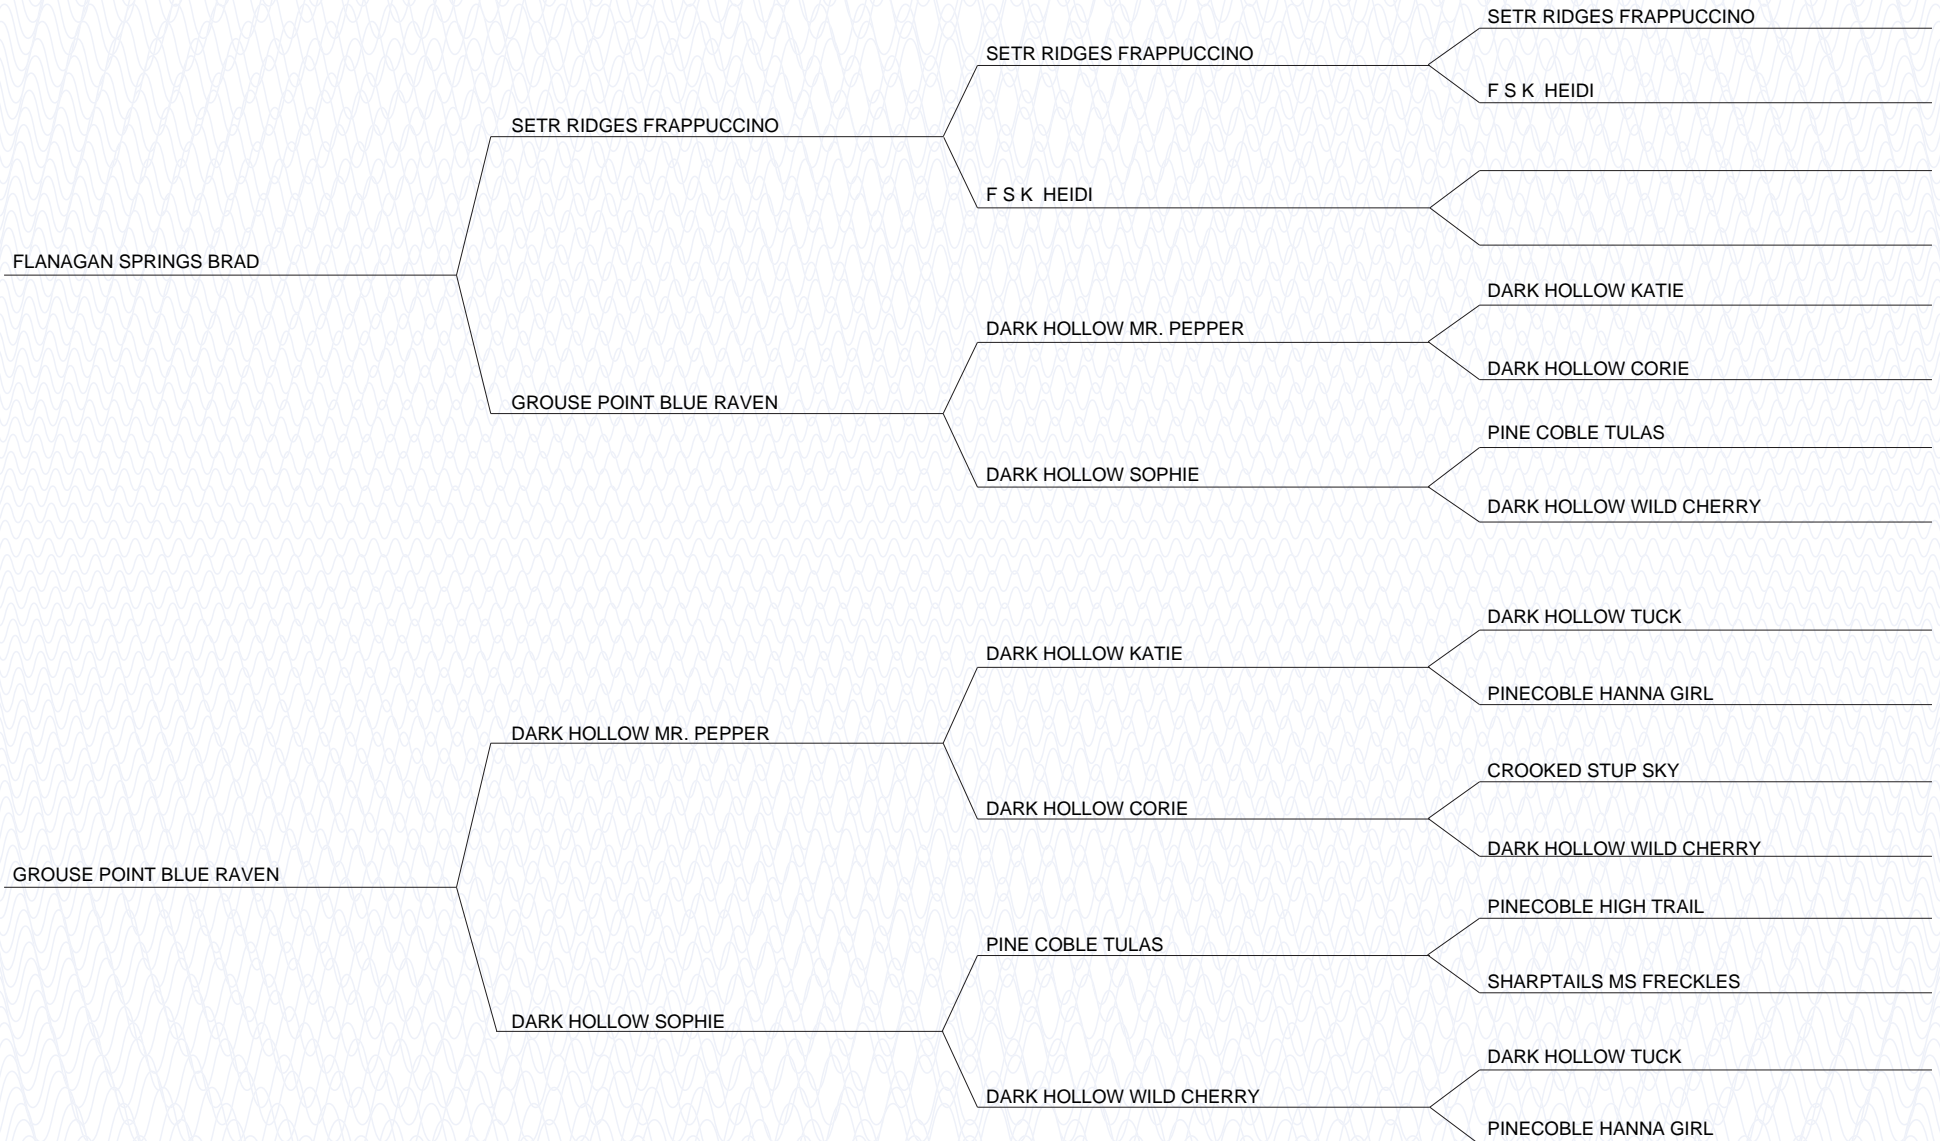 SETR RIDGES FRAPPUCCINO
SETR RIDGES FRAPPUCCINO
F S K  HEIDI
SETR RIDGES FRAPPUCCINO
F S K  HEIDI
FLANAGAN SPRINGS BRAD
DARK HOLLOW KATIE
DARK HOLLOW MR. PEPPER
DARK HOLLOW CORIE
GROUSE POINT BLUE RAVEN
PINE COBLE TULAS
DARK HOLLOW SOPHIE
DARK HOLLOW WILD CHERRY
DARK HOLLOW TUCK
DARK HOLLOW KATIE
PINECOBLE HANNA GIRL
DARK HOLLOW MR. PEPPER
CROOKED STUP SKY
DARK HOLLOW CORIE
DARK HOLLOW WILD CHERRY
GROUSE POINT BLUE RAVEN
PINECOBLE HIGH TRAIL
PINE COBLE TULAS
SHARPTAILS MS FRECKLES
DARK HOLLOW SOPHIE
DARK HOLLOW TUCK
DARK HOLLOW WILD CHERRY
PINECOBLE HANNA GIRL